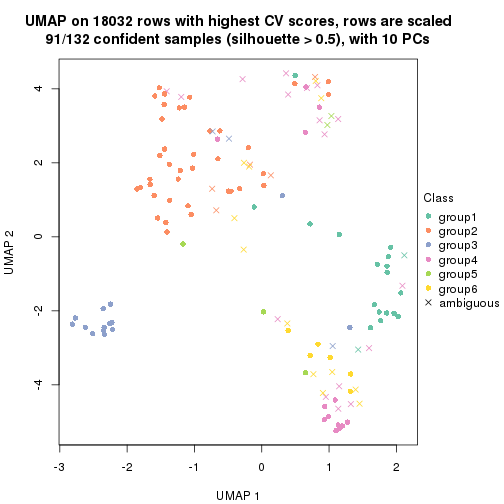 UMAP on 18032 rows with highest CV scores, rows are scaled
91/132 confident samples (silhouette > 0.5), with 10 PCs
4
2
0
-2
-4
UMAP 2
-3
-2
-1
0
1
2
UMAP 1
Class
group1
group2
group3
group4
group5
group6
ambiguous